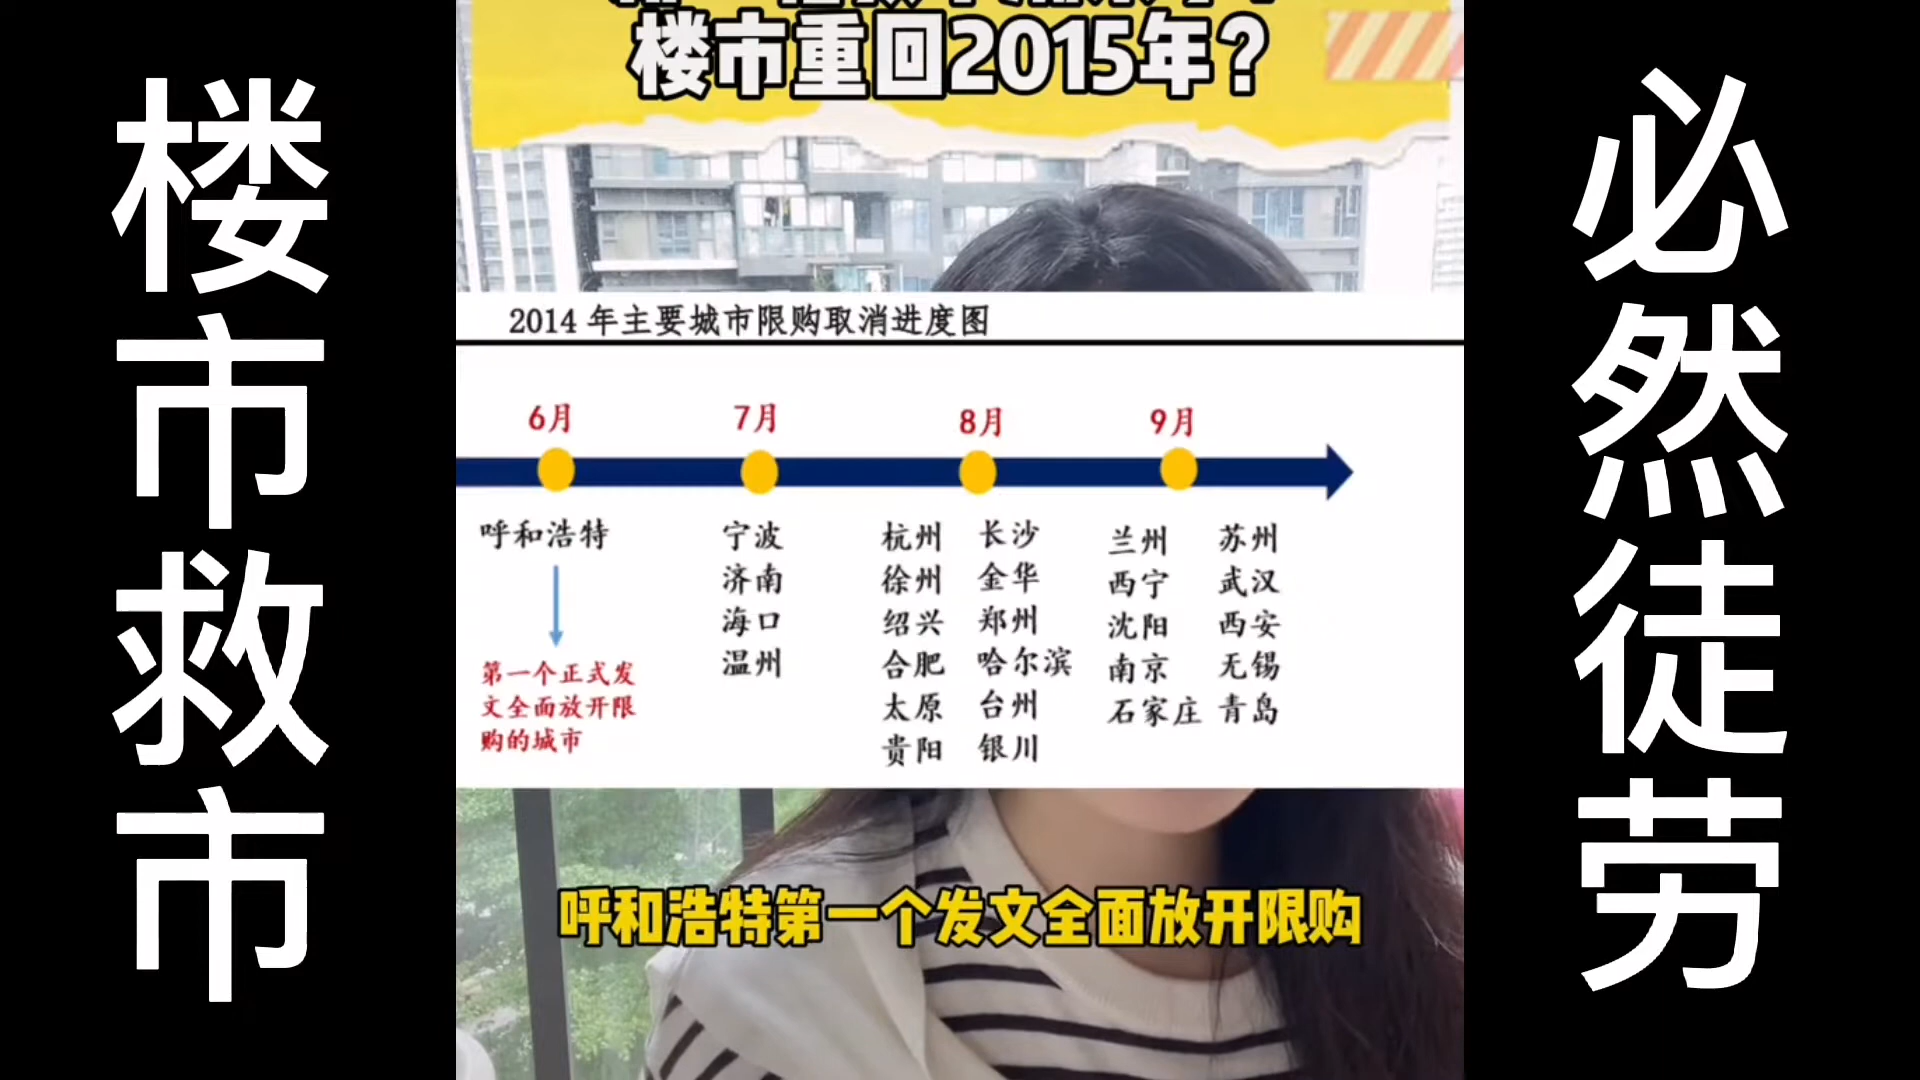 楼市救市
楼市重回2015年?
2014年主要城市限购取消进度图
6月
7月
8月
9月
呼和浩特
第一个正式发
文全面放开限
购的城市
宁波
济南
海口
温州
杭州 长沙
徐州 金华
绍兴 郑州
合肥 哈尔滨
太原 台州
贵阳 银川
兰州 苏州
西宁 武汉
沈阳 西安
南京 无锡
石家庄 青岛
呼和浩特第一个发文全面放开限购
必然徒劳